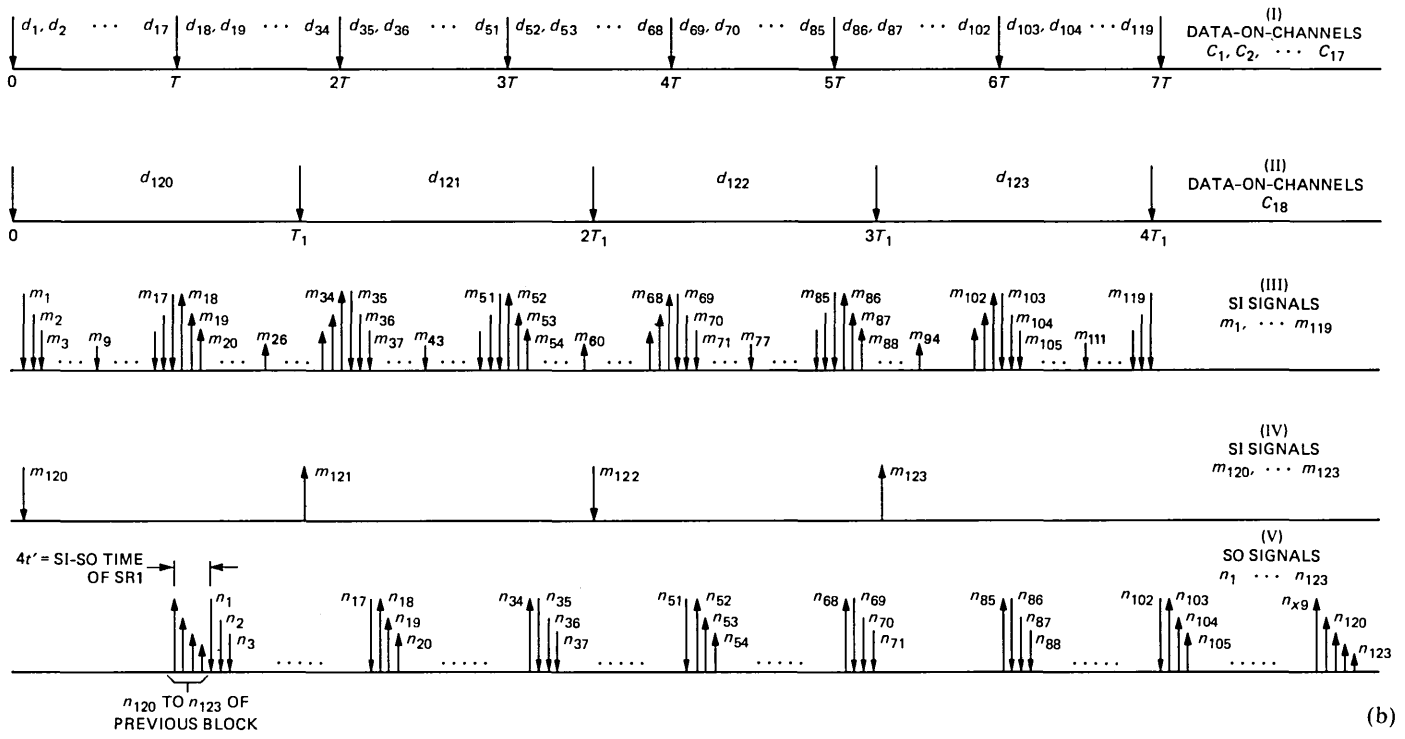 d1, d2 ··· d17 d18, d19 ··· d34 d35, d36 ··· d51 d52, d53 ··· d68 d69, d70 ··· d85 d86, d87 ··· d102 d103, d104 ··· d119
(I)
DATA-ON-CHANNELS
C1, C2, ··· C17
0 T 2T 3T 4T 5T 6T 7T
d120 d121 d122 d123
(II)
DATA-ON-CHANNELS
C18
0 T1 2T1 3T1 4T1
m1 m17 m18 m34 m35 m51 m52 m68 m69 m85 m86 m102 m103 m119
m2 m19 m36 m53 m70 m87 m104
m3 m9 m20 m26 m37 m43 m54 m60 m71 m77 m88 m94 m105 m111
(III)
SI SIGNALS
m1, ··· m119
m120 m121 m122 m123
(IV)
SI SIGNALS
m120, ··· m123
(V)
SO SIGNALS
n1 ··· n123
4t' = SI-SO TIME
OF SR1
n1 n17 n18 n34 n35 n51 n52 n68 n69 n85 n86 n102 n103 nx9
n2 n19 n36 n53 n70 n87 n104 n120
n3 n20 n37 n54 n71 n88 n105 n123
n120 TO n123 OF
PREVIOUS BLOCK
(b)